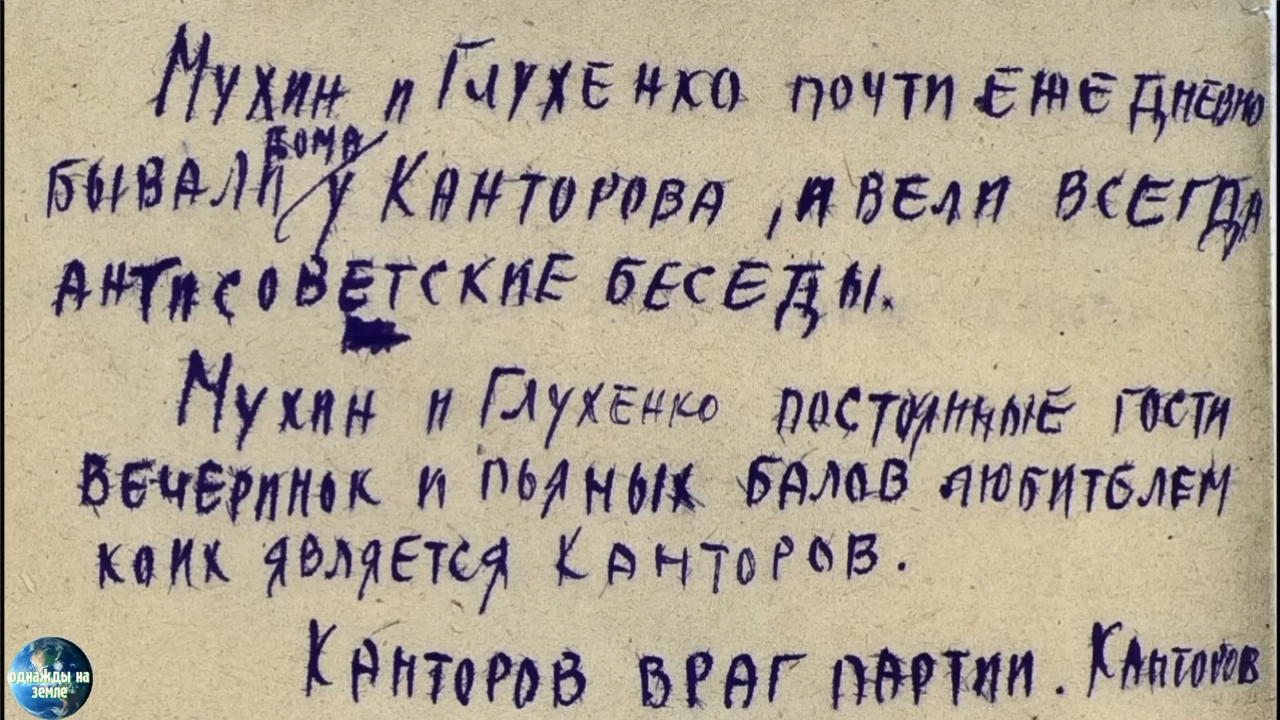 Мухин и Глухенко почти ежедневно
дома
бывали у Канторова, и вели всегда
антисоветские беседы.
Мухин и Глухенко постоянные гости
вечеринок и пьяных балов любителем
коих является Канторов.
Канторов враг партии. Канторов
однажды на
земле